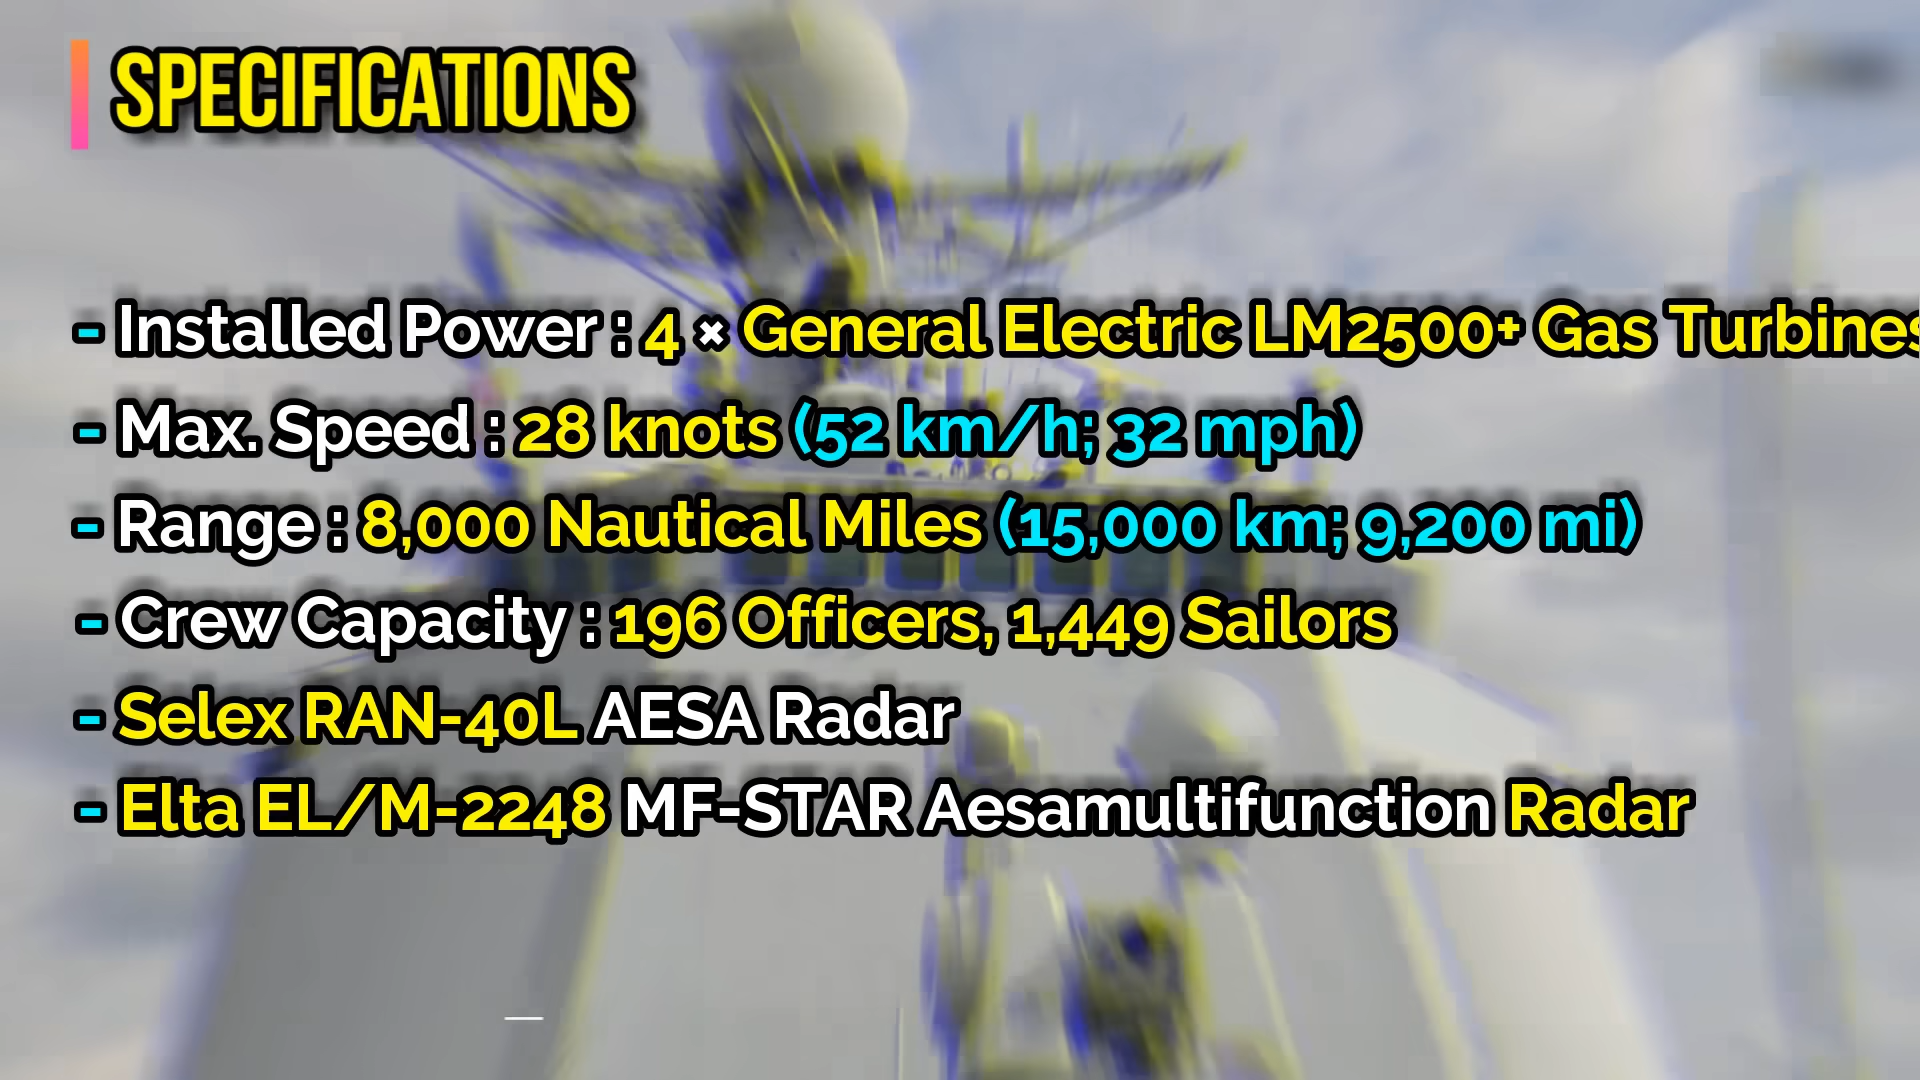 SPECIFICATIONS
- Installed Power : 4 × General Electric LM2500+ Gas Turbines
- Max. Speed : 28 knots (52 km/h; 32 mph)
- Range : 8,000 Nautical Miles (15,000 km; 9,200 mi)
- Crew Capacity : 196 Officers, 1,449 Sailors
- Selex RAN-40L AESA Radar
- Elta EL/M-2248 MF-STAR Aesamultifunction Radar